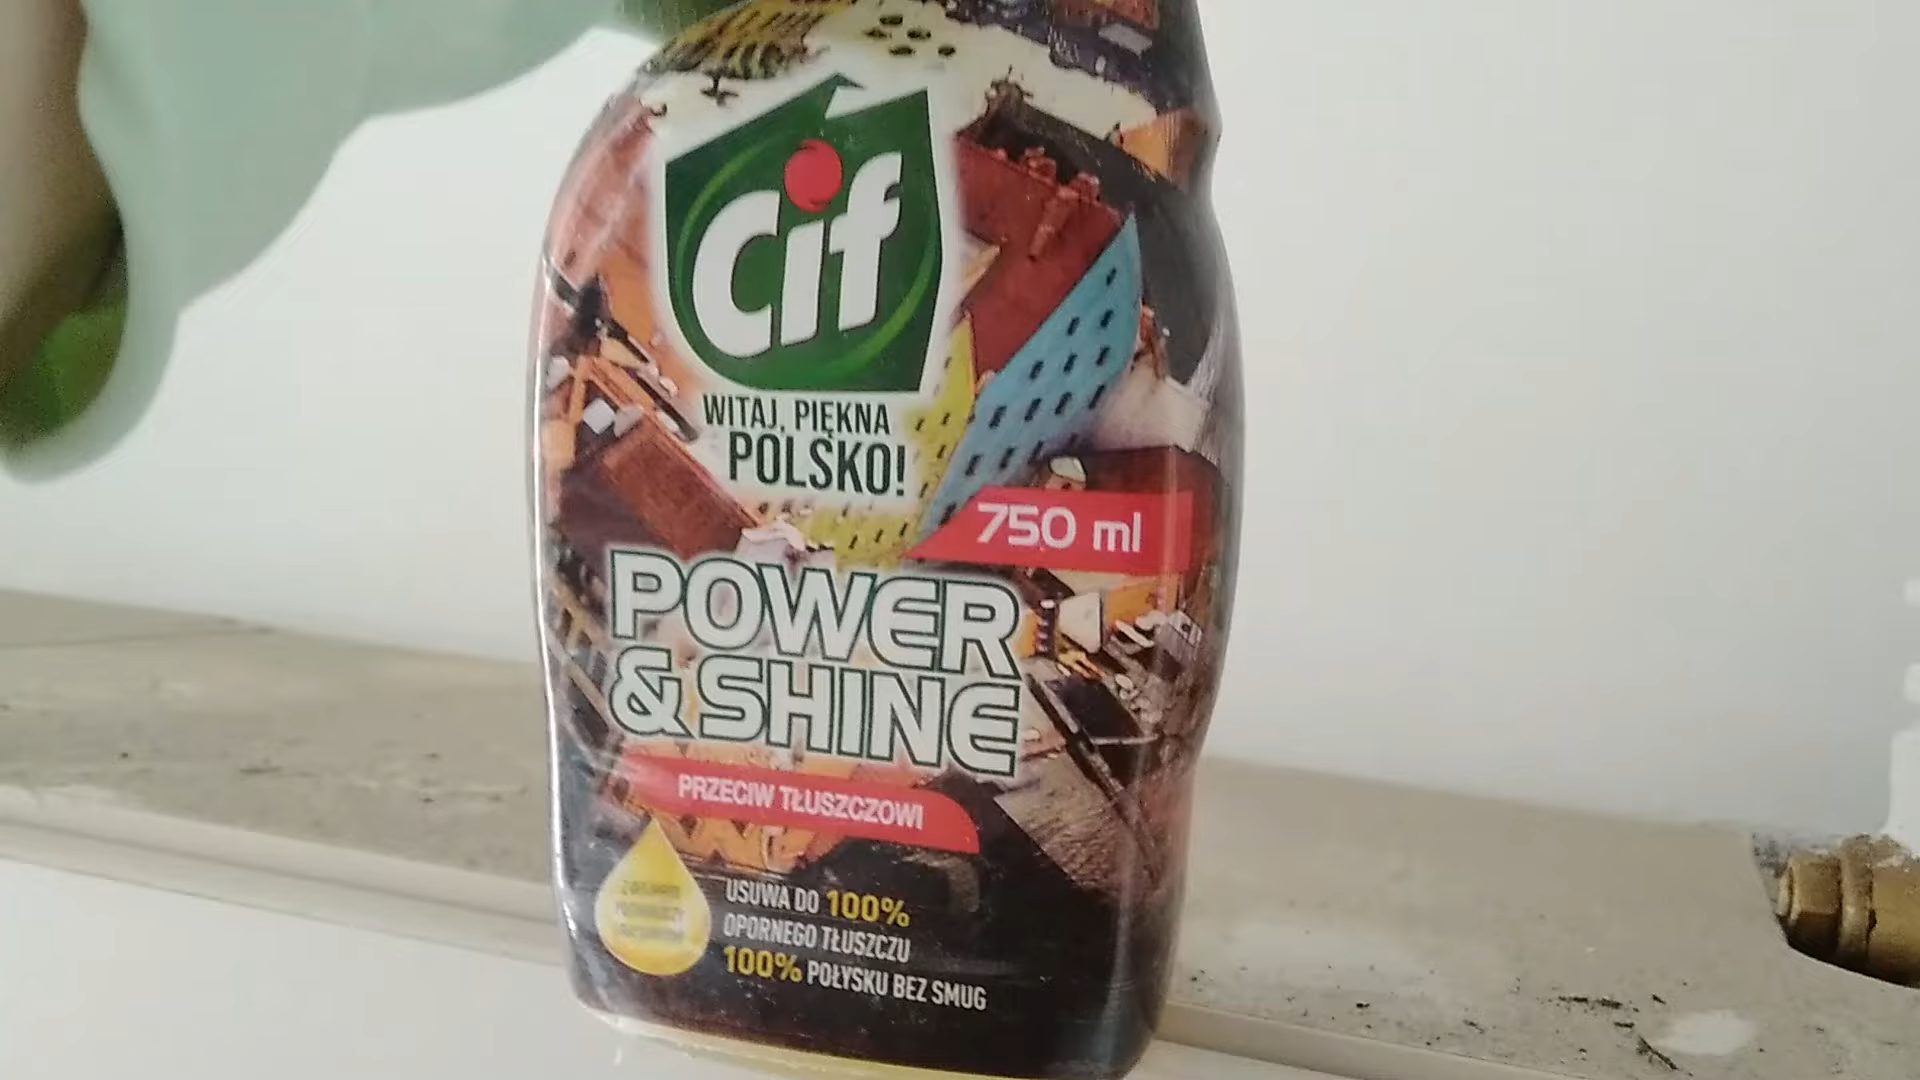 Cif
WITAJ, PIĘKNA
POLSKO!
750 ml
POWER
& SHINE
PRZECIW TŁUSZCZOWI
USUWA DO 100%
OPORNEGO TŁUSZCZU
100% POŁYSKU BEZ SMUG